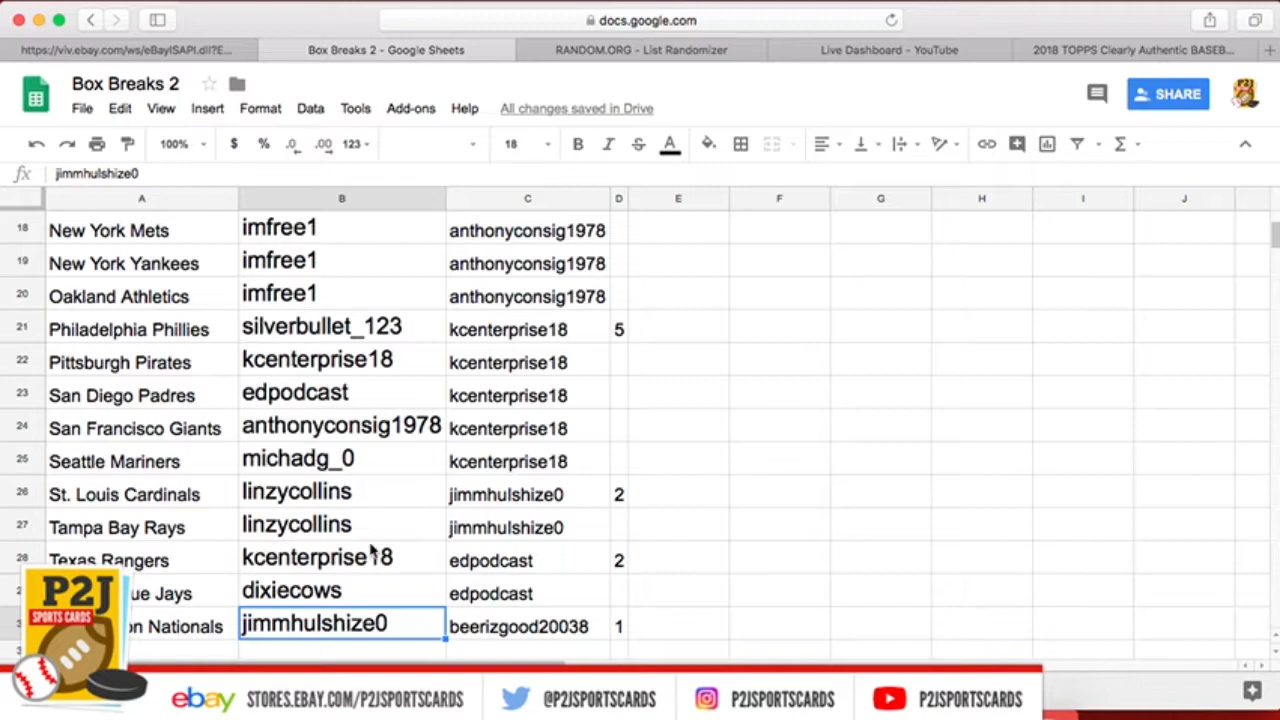 docs.google.com
https://viv.ebay.com/ws/eBayISAPI.dll?E...
Box Breaks 2 - Google Sheets
RANDOM.ORG - List Randomizer
Live Dashboard - YouTube
2018 TOPPS Clearly Authentic BASEB...
Box Breaks 2
SHARE
File Edit View Insert Format Data Tools Add-ons Help All changes saved in Drive
100% $ % .0 .00 123 18 B I S A
fx jimmhulshize0
A B C D E F G H I J
18 New York Mets imfree1 anthonyconsig1978
19 New York Yankees imfree1 anthonyconsig1978
20 Oakland Athletics imfree1 anthonyconsig1978
21 Philadelphia Phillies silverbullet_123 kcenterprise18 5
22 Pittsburgh Pirates kcenterprise18 kcenterprise18
23 San Diego Padres edpodcast kcenterprise18
24 San Francisco Giants anthonyconsig1978 kcenterprise18
25 Seattle Mariners michadg_0 kcenterprise18
26 St. Louis Cardinals linzycollins jimmhulshize0 2
27 Tampa Bay Rays linzycollins jimmhulshize0
28 Texas Rangers kcenterprise18 edpodcast 2
ue Jays dixiecows edpodcast
on Nationals jimmhulshize0 beerizgood20038 1
P2J
SPORTS CARDS
ebay STORES.EBAY.COM/P2JSPORTSCARDS
@P2JSPORTSCARDS
P2JSPORTSCARDS
P2JSPORTSCARDS